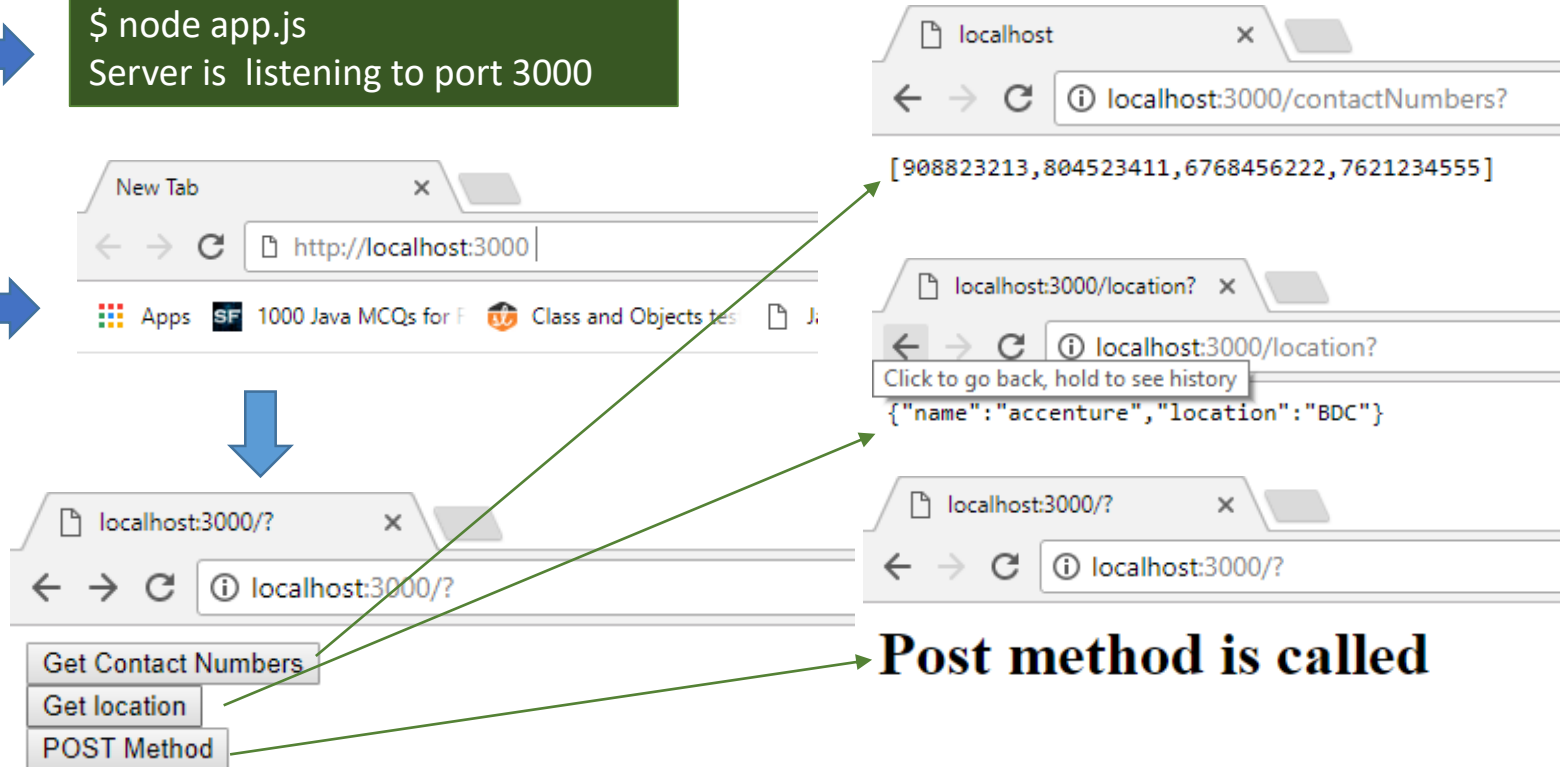 $ node app.js
Server is listening to port 3000
New Tab
http://localhost:3000
Apps SF 1000 Java MCQs for F Class and Objects tes
localhost:3000/?
localhost:3000/?
Get Contact Numbers
Get location
POST Method
localhost
localhost:3000/contactNumbers?
[908823213,804523411,6768456222,7621234555]
localhost:3000/location?
localhost:3000/location?
Click to go back, hold to see history
{"name":"accenture","location":"BDC"}
localhost:3000/?
localhost:3000/?
Post method is called